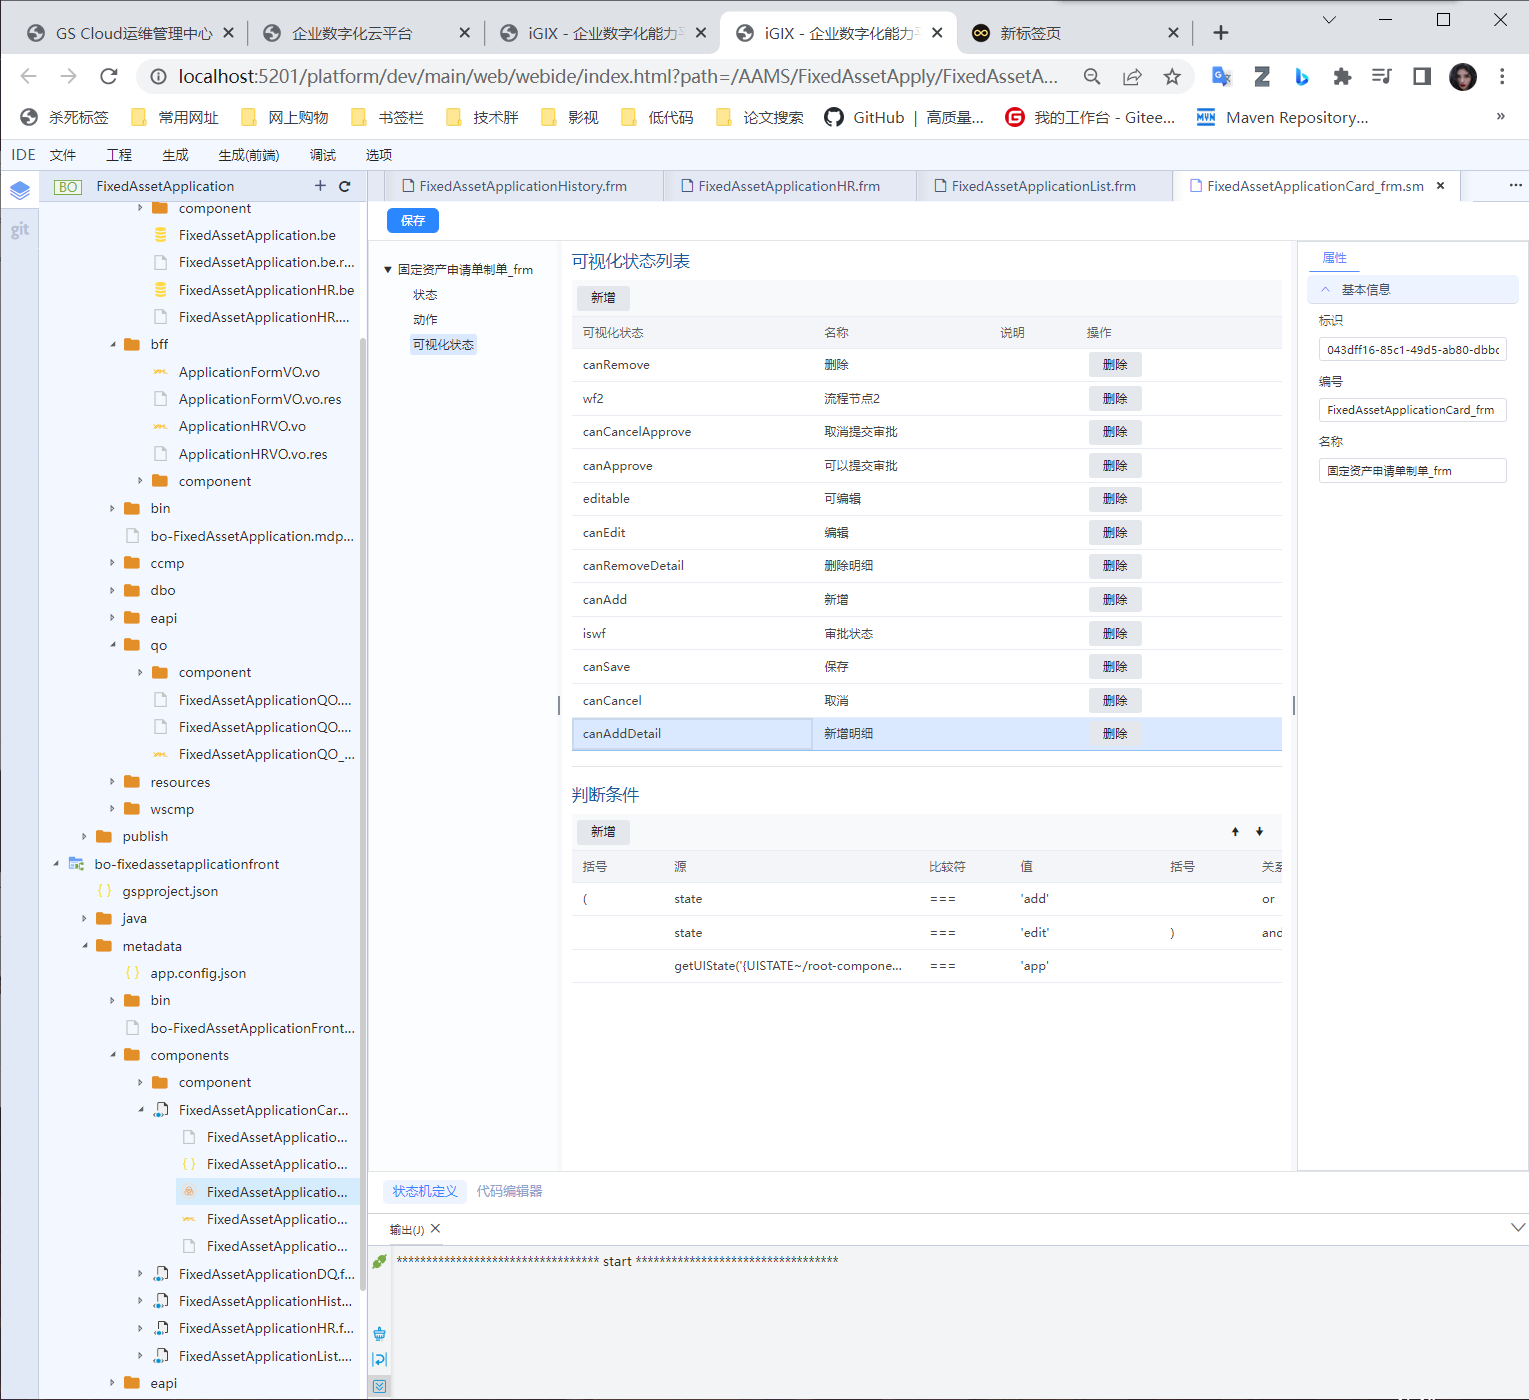 GS Cloud运维管理中心
企业数字化云平台
iGIX - 企业数字化能力
iGIX - 企业数字化能力
新标签页
localhost:5201/platform/dev/main/web/webide/index.html?path=/AAMS/FixedAssetApply/FixedAssetA...
杀死标签
常用网址
网上购物
书签栏
技术胖
影视
低代码
论文搜索
GitHub | 高质量...
我的工作台 - Gitee...
Maven Repository...
»
IDE 文件 工程 生成 生成(前端) 调试 选项
BO FixedAssetApplication
git
component
FixedAssetApplication.be
FixedAssetApplication.be.r...
FixedAssetApplicationHR.be
FixedAssetApplicationHR....
bff
ApplicationFormVO.vo
ApplicationFormVO.vo.res
ApplicationHRVO.vo
ApplicationHRVO.vo.res
component
bin
bo-FixedAssetApplication.mdp...
ccmp
dbo
eapi
qo
component
FixedAssetApplicationQO....
FixedAssetApplicationQO....
FixedAssetApplicationQO_...
resources
wscmp
publish
bo-fixedassetapplicationfront
gspproject.json
java
metadata
app.config.json
bin
bo-FixedAssetApplicationFront...
components
component
FixedAssetApplicationCar...
FixedAssetApplicatio...
FixedAssetApplicatio...
FixedAssetApplicatio...
FixedAssetApplicatio...
FixedAssetApplicatio...
FixedAssetApplicationDQ.f...
FixedAssetApplicationHist...
FixedAssetApplicationHR.f...
FixedAssetApplicationList....
eapi
FixedAssetApplicationHistory.frm
FixedAssetApplicationHR.frm
FixedAssetApplicationList.frm
FixedAssetApplicationCard_frm.sm
保存
固定资产申请单制单_frm
状态
动作
可视化状态
可视化状态列表
新增
可视化状态 名称 说明 操作
canRemove 删除 删除
wf2 流程节点2 删除
canCancelApprove 取消提交审批 删除
canApprove 可以提交审批 删除
editable 可编辑 删除
canEdit 编辑 删除
canRemoveDetail 删除明细 删除
canAdd 新增 删除
iswf 审批状态 删除
canSave 保存 删除
canCancel 取消 删除
canAddDetail 新增明细 删除
判断条件
新增
括号 源 比较符 值 括号 关系
( state === 'add' or
state === 'edit' ) and
getUIState('{UISTATE~/root-compone... === 'app'
属性
基本信息
标识
043dff16-85c1-49d5-ab80-dbbc
编号
FixedAssetApplicationCard_frm
名称
固定资产申请单制单_frm
状态机定义 代码编辑器
输出(J)
********************************** start **********************************